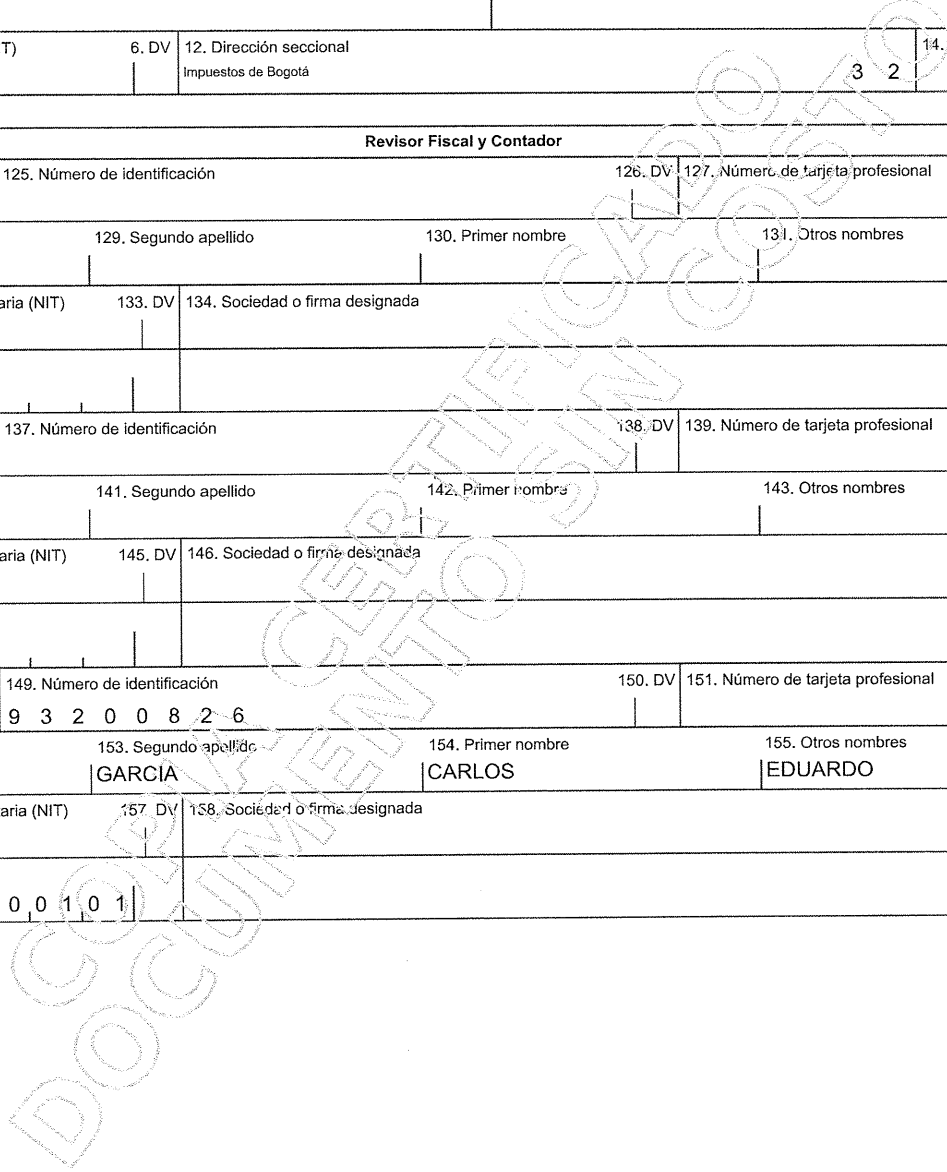 T) 6. DV 12. Dirección seccional 14.
Impuestos de Bogotá 3 2
Revisor Fiscal y Contador
125. Número de identificación 126. DV 127. Número de tarjeta profesional
129. Segundo apellido 130. Primer nombre 131. Otros nombres
aria (NIT) 133. DV 134. Sociedad o firma designada
137. Número de identificación 138. DV 139. Número de tarjeta profesional
141. Segundo apellido 142. Primer nombre 143. Otros nombres
aria (NIT) 145. DV 146. Sociedad o firma designada
149. Número de identificación 150. DV 151. Número de tarjeta profesional
9 3 2 0 0 8 2 6
153. Segundo apellido 154. Primer nombre 155. Otros nombres
GARCIA CARLOS EDUARDO
aria (NIT) 157. DV 158. Sociedad o firma designada
0 0 1 0 1
COPIA CERTIFICADO
DOCUMENTO SIN COSTO